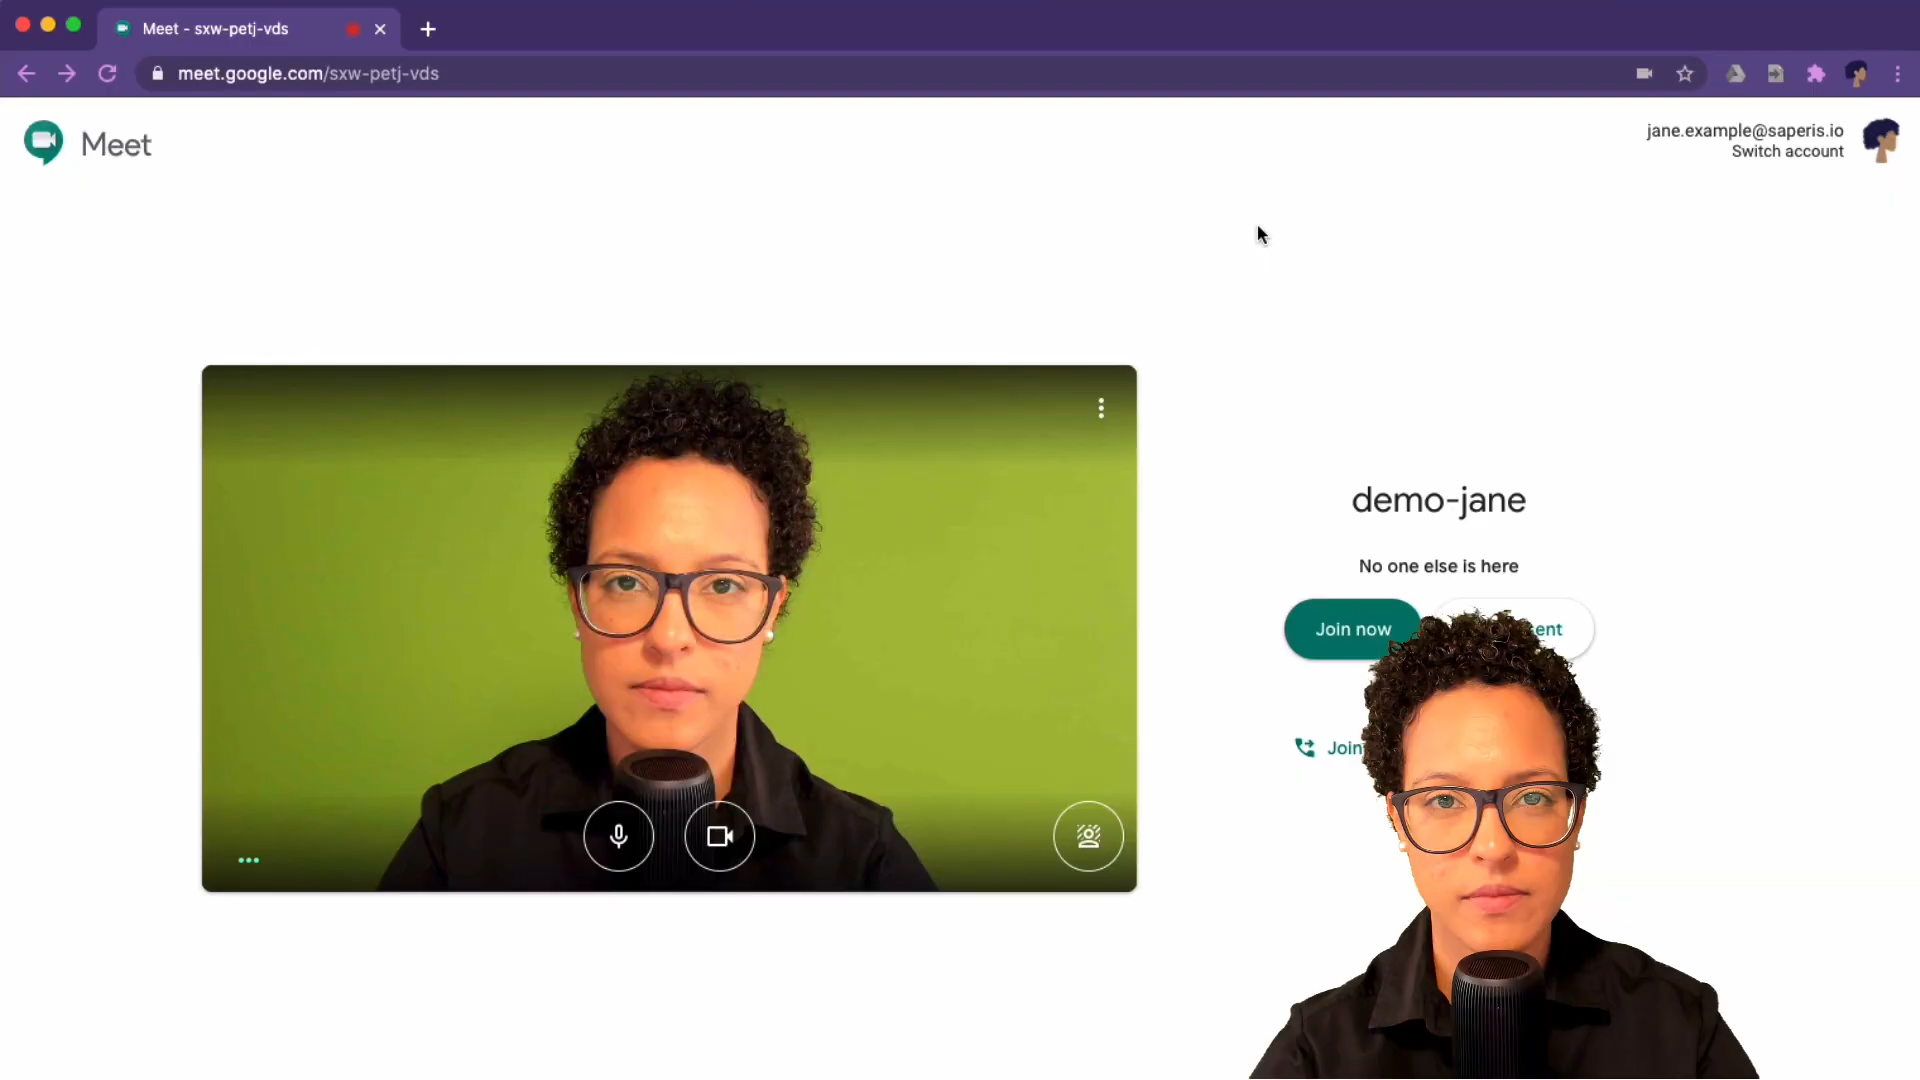 Meet - sxw-petj-vds
meet.google.com/sxw-petj-vds
Meet
jane.example@saperis.io
Switch account
demo-jane
No one else is here
Join now
Join